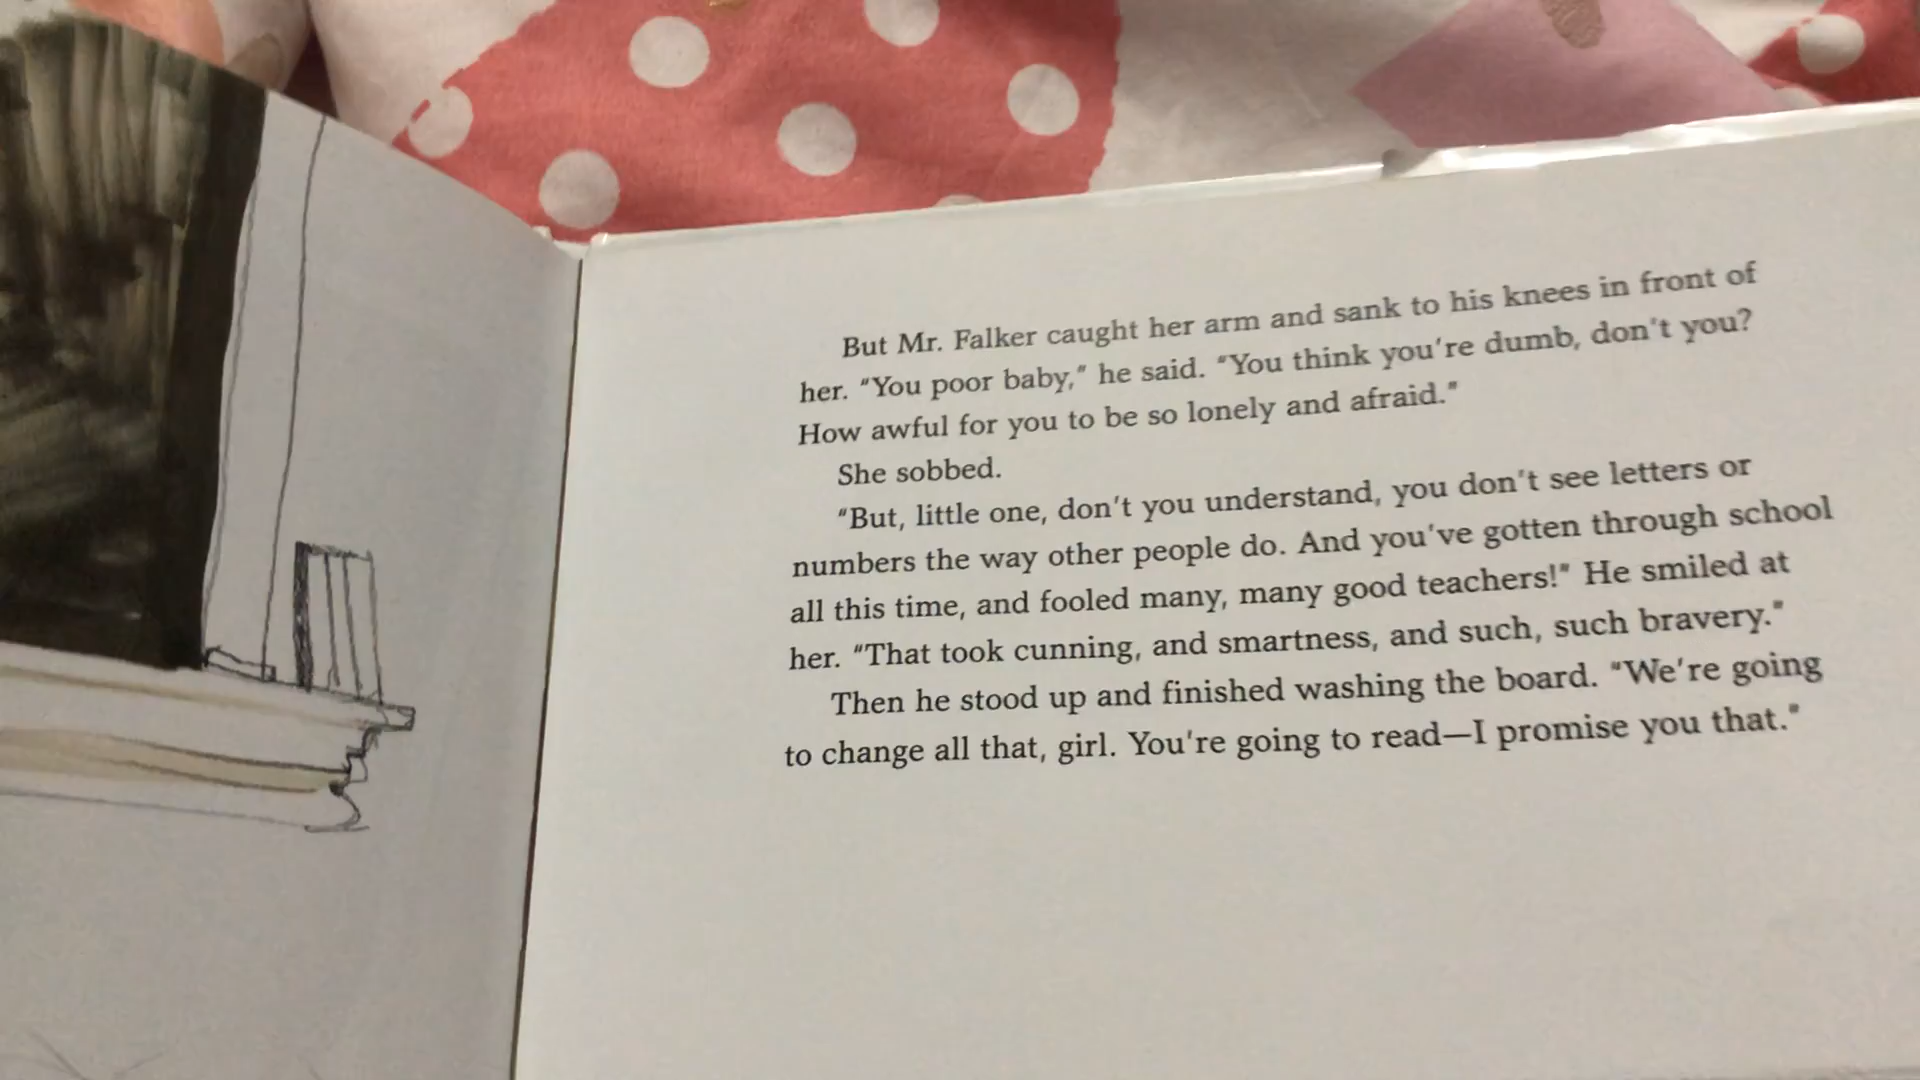 But Mr. Falker caught her arm and sank to his knees in front of
her. "You poor baby," he said. "You think you're dumb, don't you?
How awful for you to be so lonely and afraid."
She sobbed.
"But, little one, don't you understand, you don't see letters or
numbers the way other people do. And you've gotten through school
all this time, and fooled many, many good teachers!" He smiled at
her. "That took cunning, and smartness, and such, such bravery."
Then he stood up and finished washing the board. "We're going
to change all that, girl. You're going to read—I promise you that."